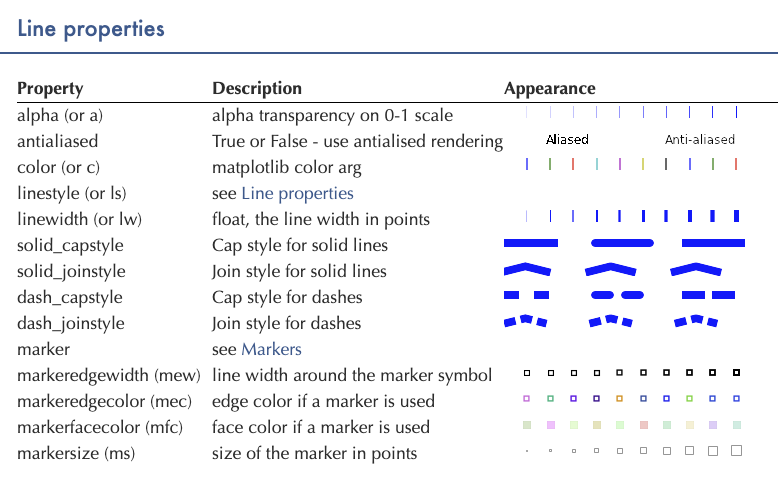 Line properties
Property Description Appearance
alpha (or a) alpha transparency on 0-1 scale
antialiased True or False - use antialised rendering Aliased Anti-aliased
color (or c) matplotlib color arg
linestyle (or ls) see Line properties
linewidth (or lw) float, the line width in points
solid_capstyle Cap style for solid lines
solid_joinstyle Join style for solid lines
dash_capstyle Cap style for dashes
dash_joinstyle Join style for dashes
marker see Markers
markeredgewidth (mew) line width around the marker symbol
markeredgecolor (mec) edge color if a marker is used
markerfacecolor (mfc) face color if a marker is used
markersize (ms) size of the marker in points